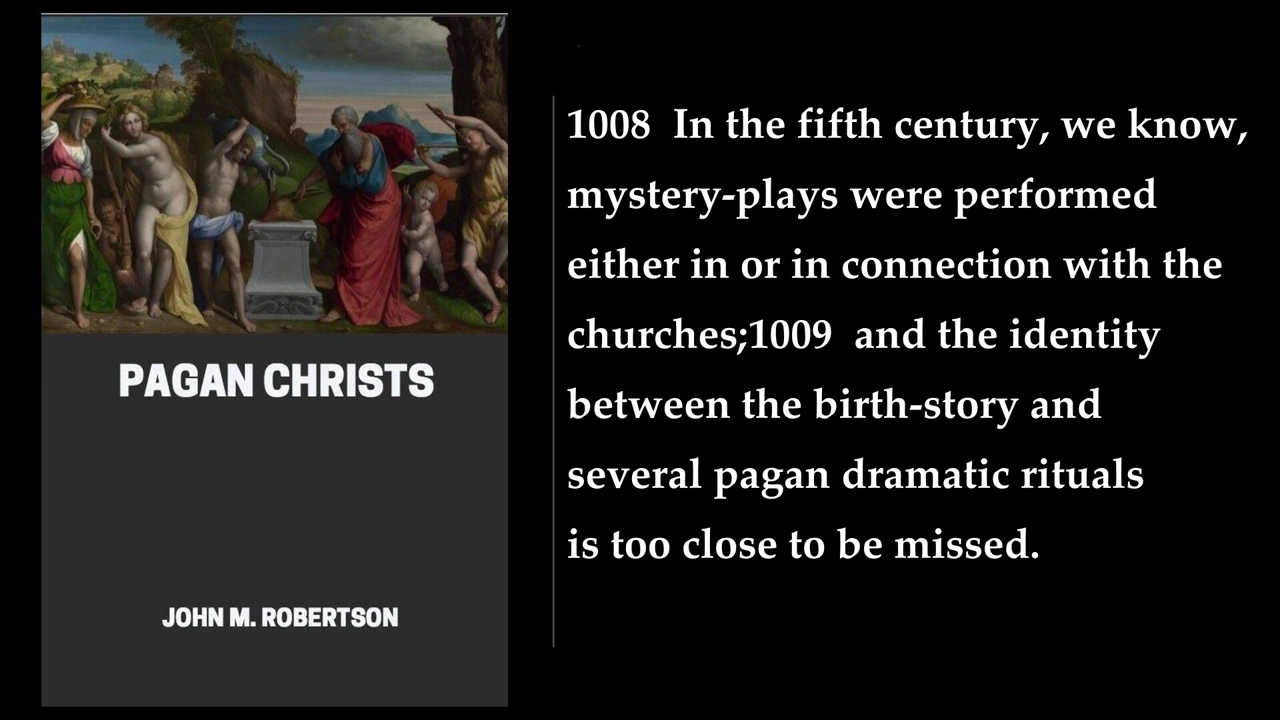 PAGAN CHRISTS
JOHN M. ROBERTSON
1008  In the fifth century, we know,
mystery-plays were performed
either in or in connection with the
churches;1009  and the identity
between the birth-story and
several pagan dramatic rituals
is too close to be missed.